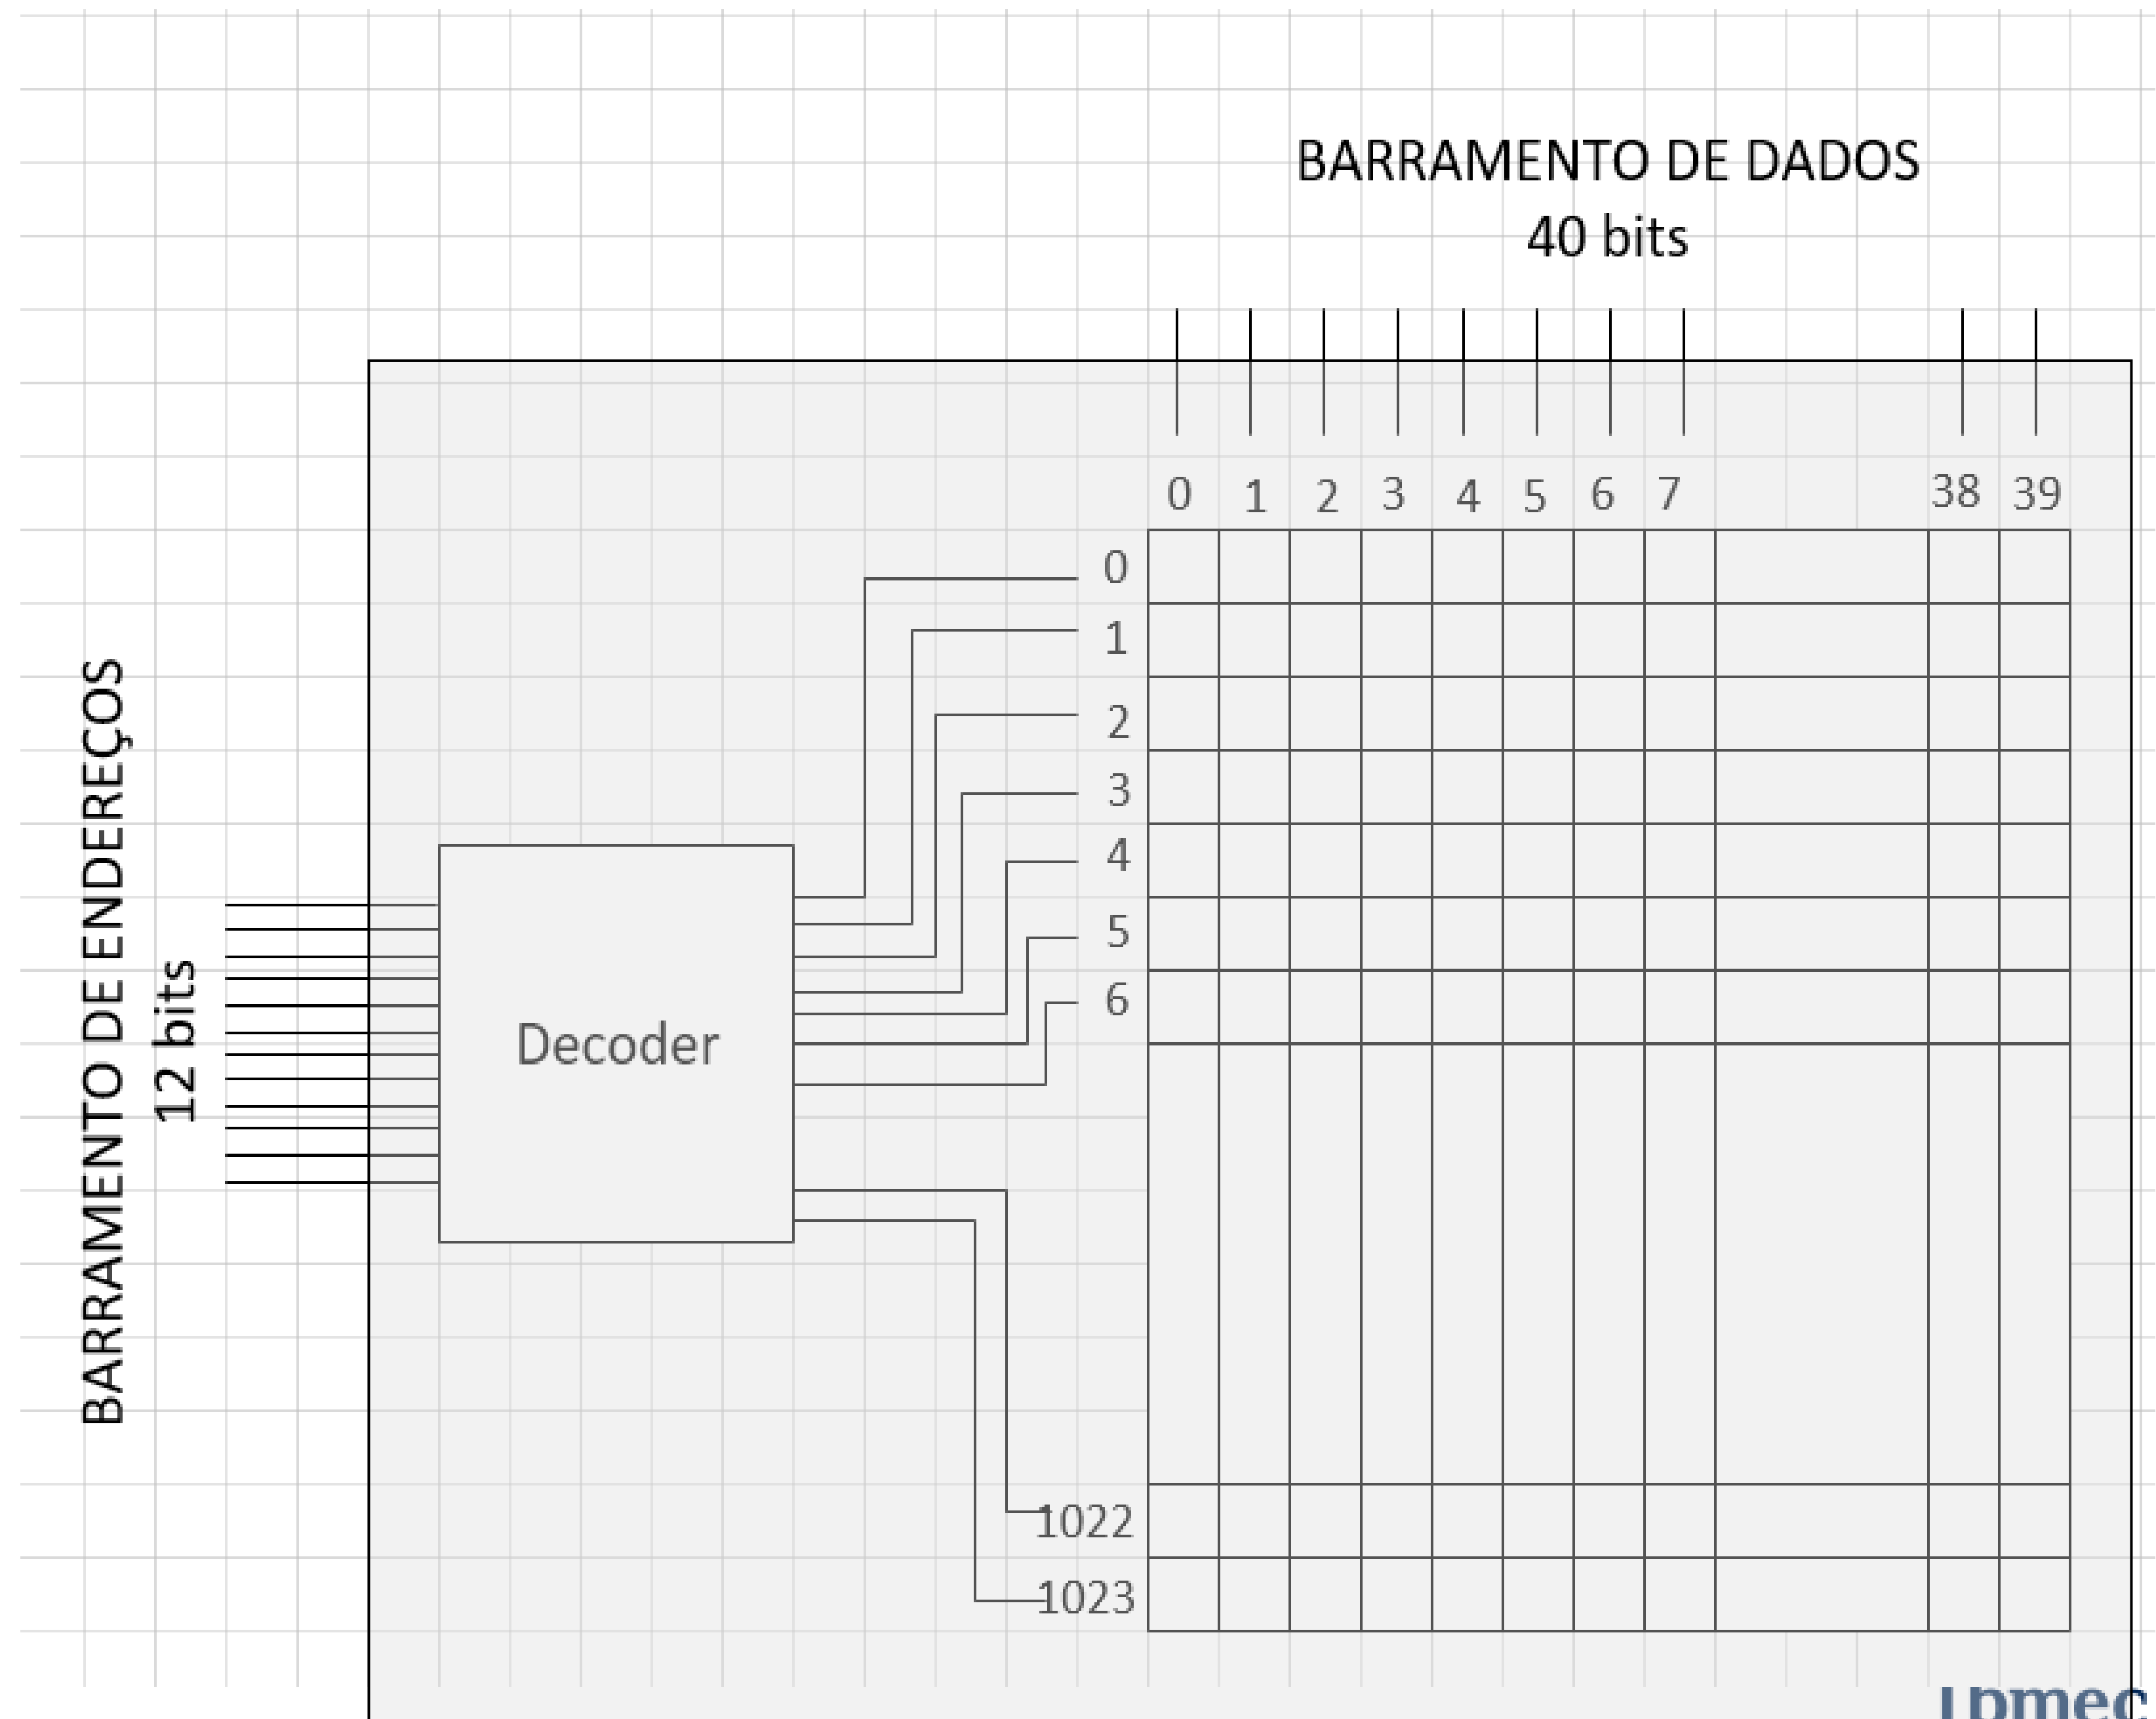 BARRAMENTO DE DADOS
40 bits
0 1 2 3 4 5 6 7 38 39
0
1
2
3
4
5
6
1022
1023
Decoder
BARRAMENTO DE ENDEREÇOS
12 bits